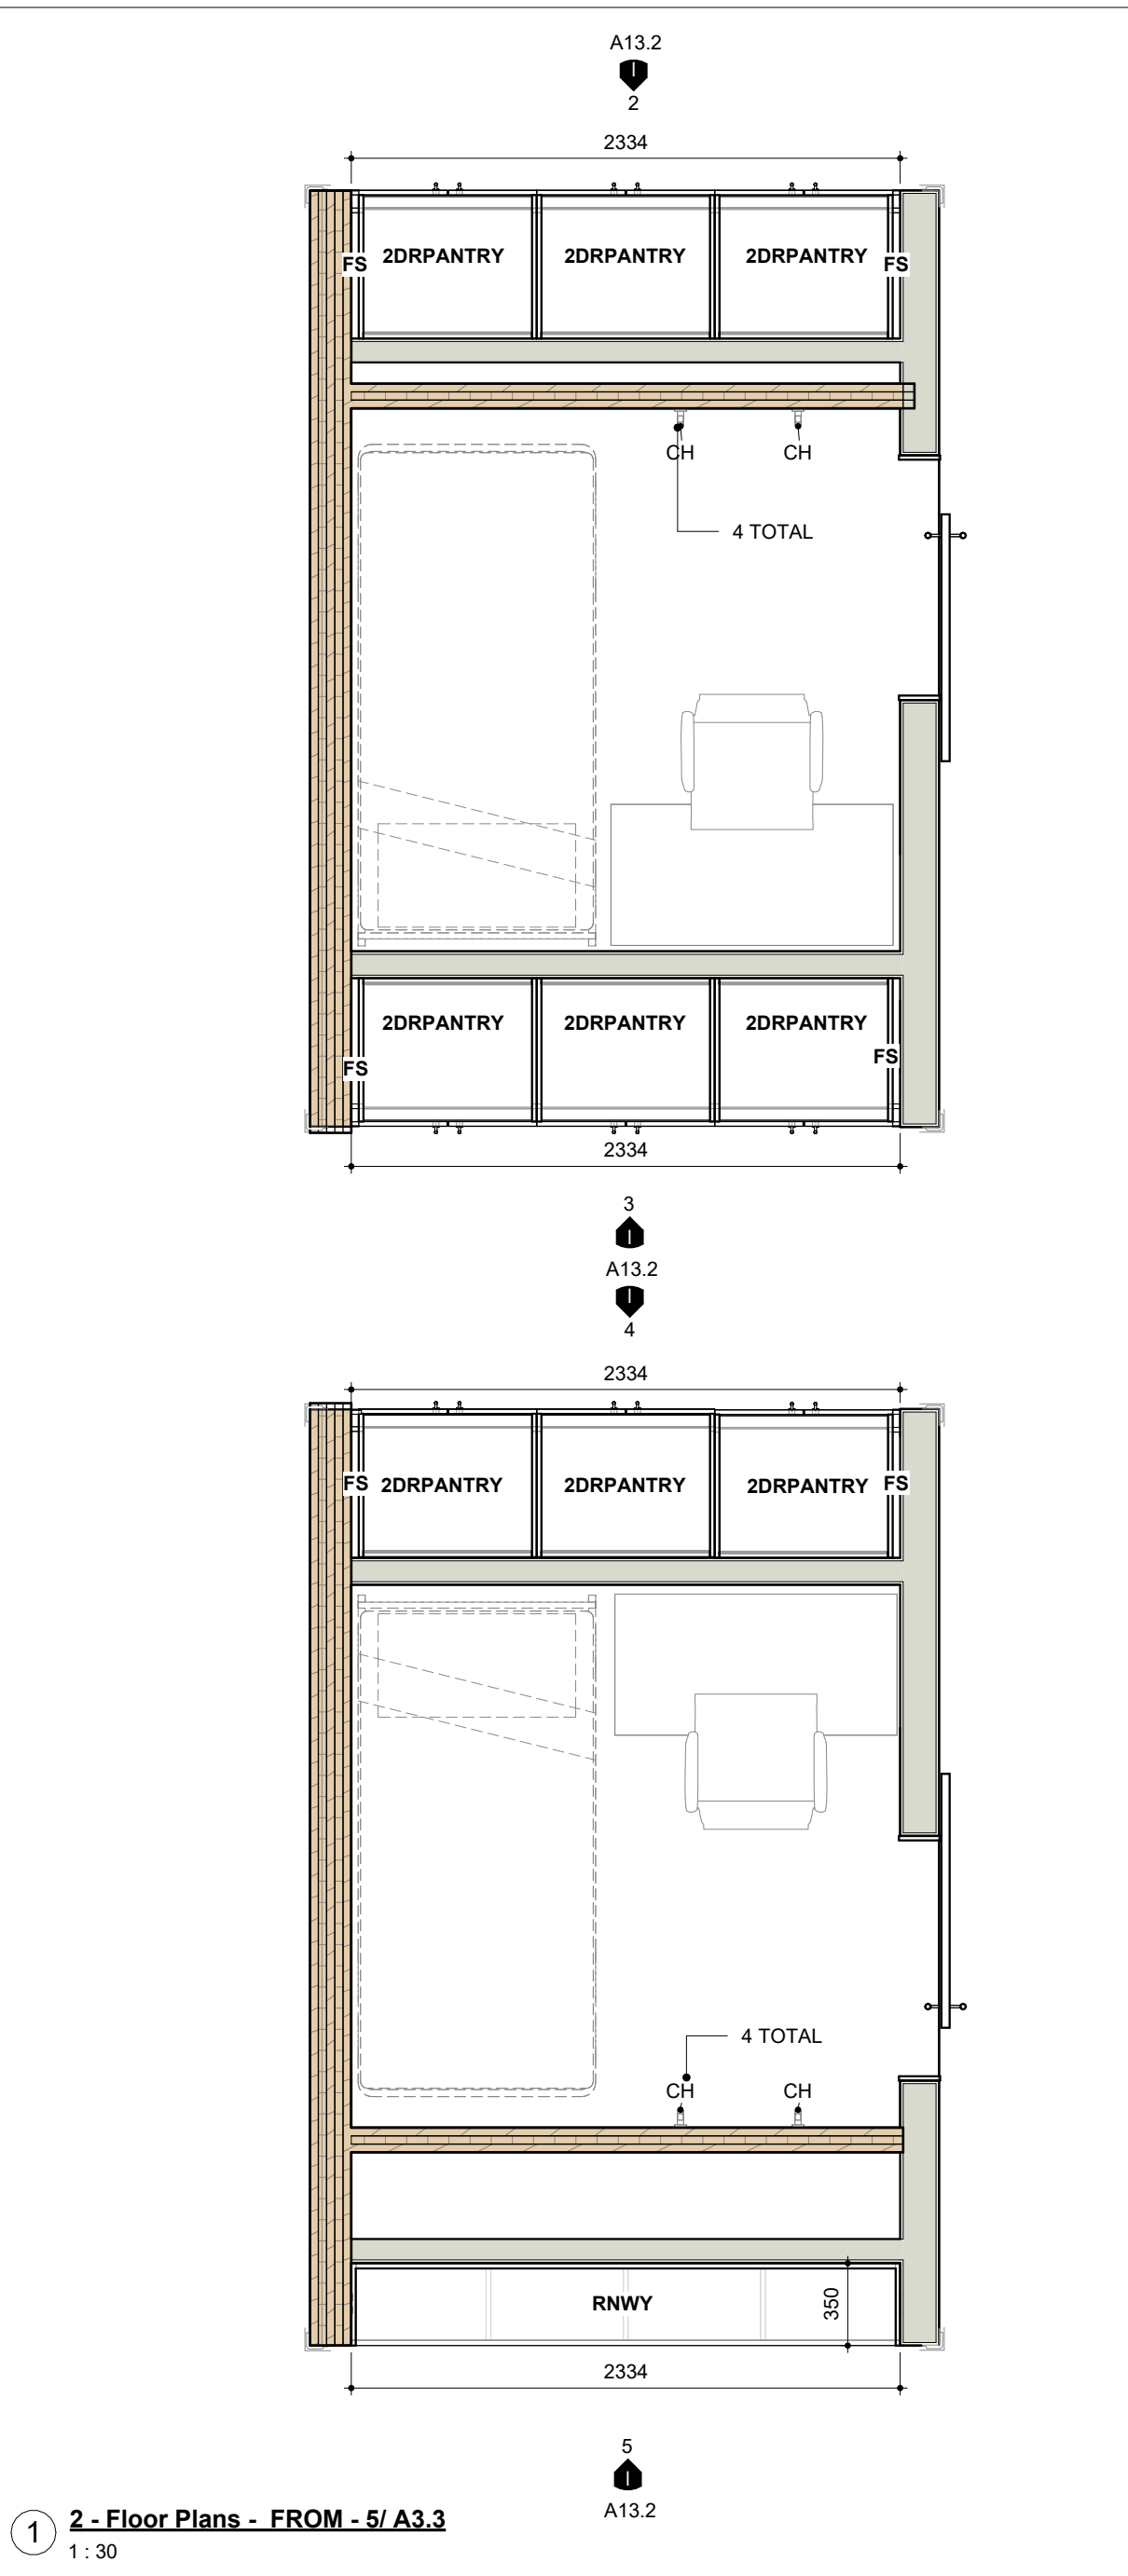 A13.2
2
2334
FS 2DRPANTRY 2DRPANTRY 2DRPANTRY FS
CH CH
4 TOTAL
2DRPANTRY 2DRPANTRY 2DRPANTRY
FS FS
2334
3
A13.2
4
2334
FS 2DRPANTRY 2DRPANTRY 2DRPANTRY FS
4 TOTAL
CH CH
RNWY 350
2334
5
A13.2
1 2 - Floor Plans - FROM - 5/ A3.3
1 : 30